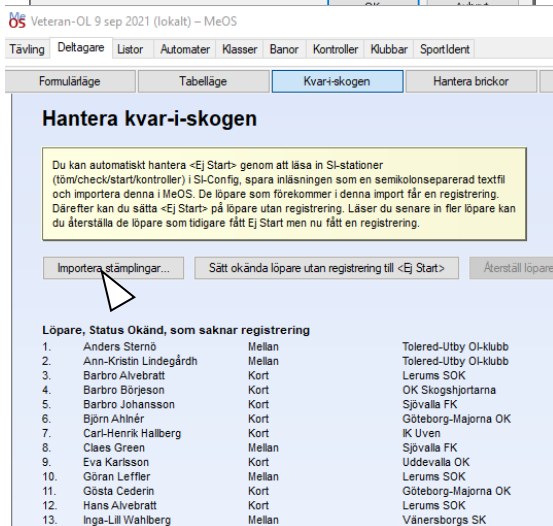 MeOS Veteran-OL 9 sep 2021 (lokalt) – MeOS
Tävling Deltagare Listor Automater Klasser Banor Kontroller Klubbar SportIdent
Formulärläge Tabelläge Kvar-i-skogen Hantera brickor
Hantera kvar-i-skogen
Du kan automatiskt hantera <Ej Start> genom att läsa in SI-stationer
(töm/check/start/kontroller) i SI-Config, spara inläsningen som en semikolonseparerad textfil
och importera denna i MeOS. De löpare som förekommer i denna import får en registrering.
Därefter kan du sätta <Ej Start> på löpare utan registrering. Läser du senare in fler löpare kan
du återställa de löpare som tidigare fått Ej Start men nu fått en registrering.
Importera stämplingar... Sätt okända löpare utan registrering till <Ej Start> Återställ löpare
Löpare, Status Okänd, som saknar registrering
1. Anders Sternö Mellan Tolered-Utby Ol-klubb
2. Ann-Kristin Lindegårdh Mellan Tolered-Utby Ol-klubb
3. Barbro Alvebratt Kort Lerums SOK
4. Barbro Börjeson Kort OK Skogshjortarna
5. Barbro Johansson Kort Sjövalla FK
6. Björn Ahlnér Kort Göteborg-Majorna OK
7. Carl-Henrik Hallberg Kort IK Uven
8. Claes Green Mellan Sjövalla FK
9. Eva Karlsson Kort Uddevalla OK
10. Göran Leffler Mellan Lerums SOK
11. Gösta Cederin Kort Göteborg-Majorna OK
12. Hans Alvebratt Kort Lerums SOK
13. Inga-Lill Wahlberg Mellan Vänersborgs SK